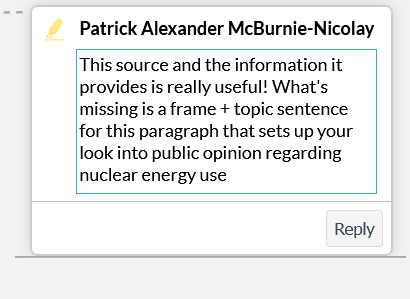 Patrick Alexander McBurnie-Nicolay
This source and the information it
provides is really useful! What's
missing is a frame + topic sentence
for this paragraph that sets up your
look into public opinion regarding
nuclear energy use
Reply